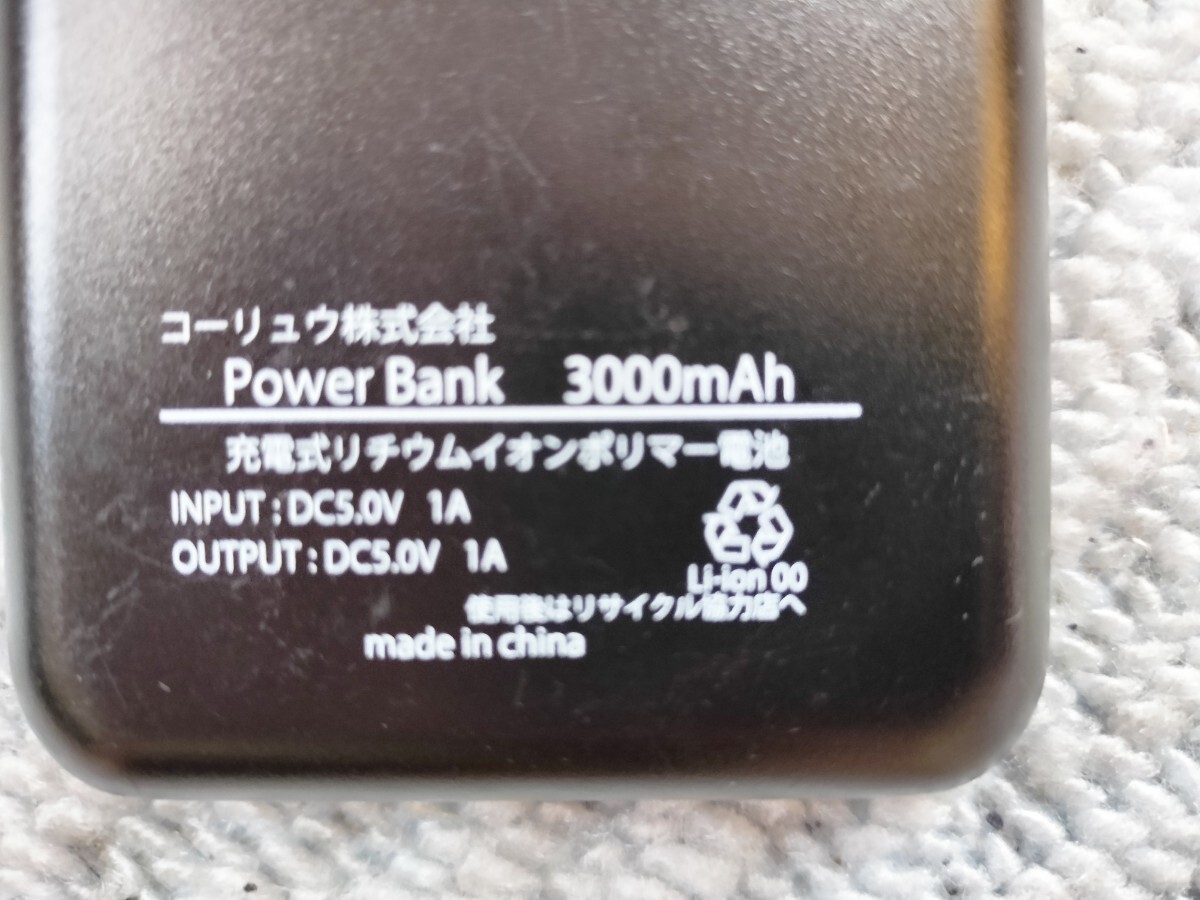 コーリュウ株式会社
Power Bank 3000mAh
充電式リチウムイオンポリマー電池
INPUT : DC5.0V 1A
OUTPUT : DC5.0V 1A
Li-ion 00
使用後はリサイクル協力店へ
made in china